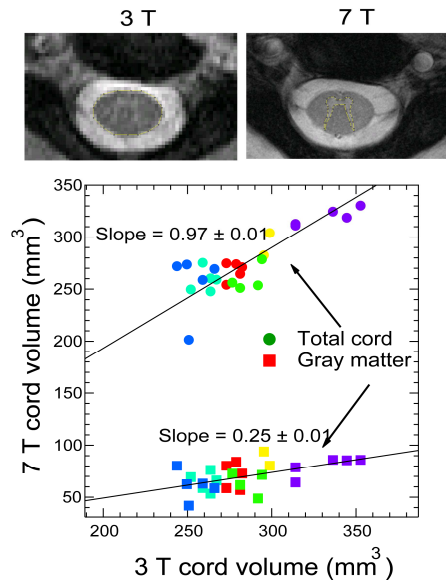 3 T 7 T
350
300
250
200
150
100
50
7 T cord volume (mm³)
Slope = 0.97 ± 0.01
Total cord
Gray matter
Slope = 0.25 ± 0.01
200 250 300 350
3 T cord volume (mm³)